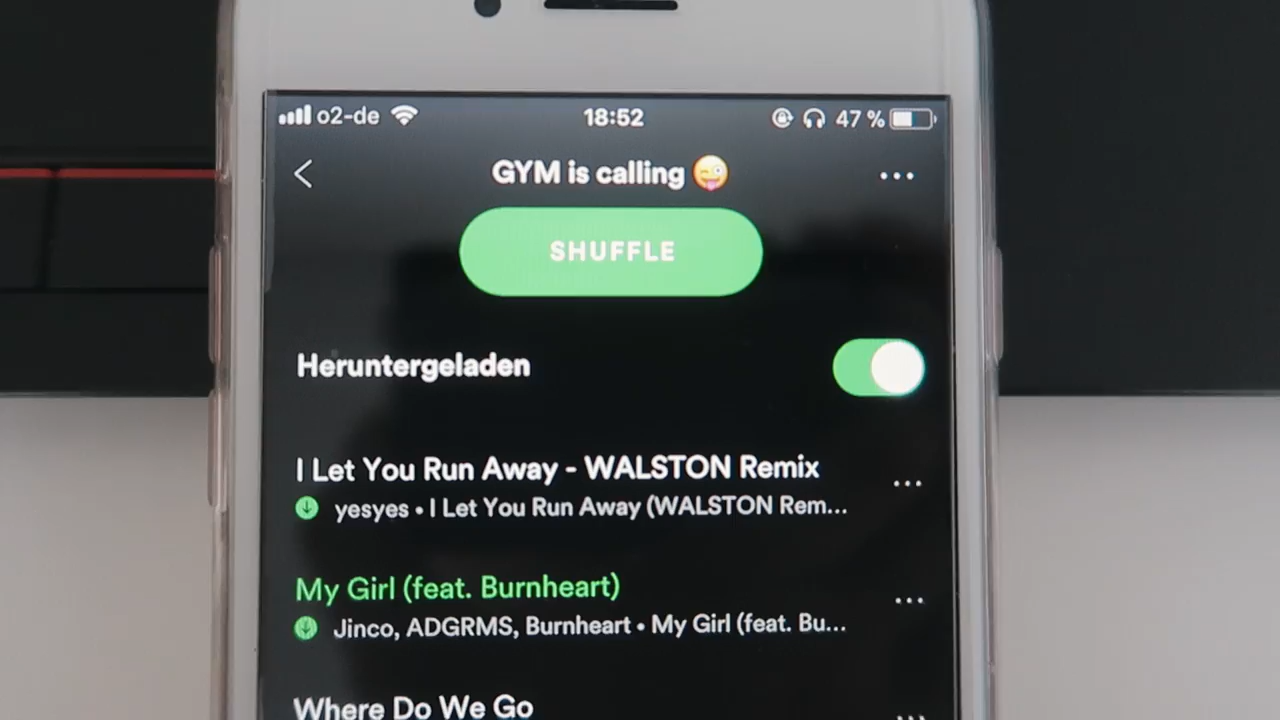 o2-de 18:52 47 %
GYM is calling 😜
SHUFFLE
Heruntergeladen
I Let You Run Away - WALSTON Remix
yesyes • I Let You Run Away (WALSTON Rem...
My Girl (feat. Burnheart)
Jinco, ADGRMS, Burnheart • My Girl (feat. Bu...
Where Do We Go